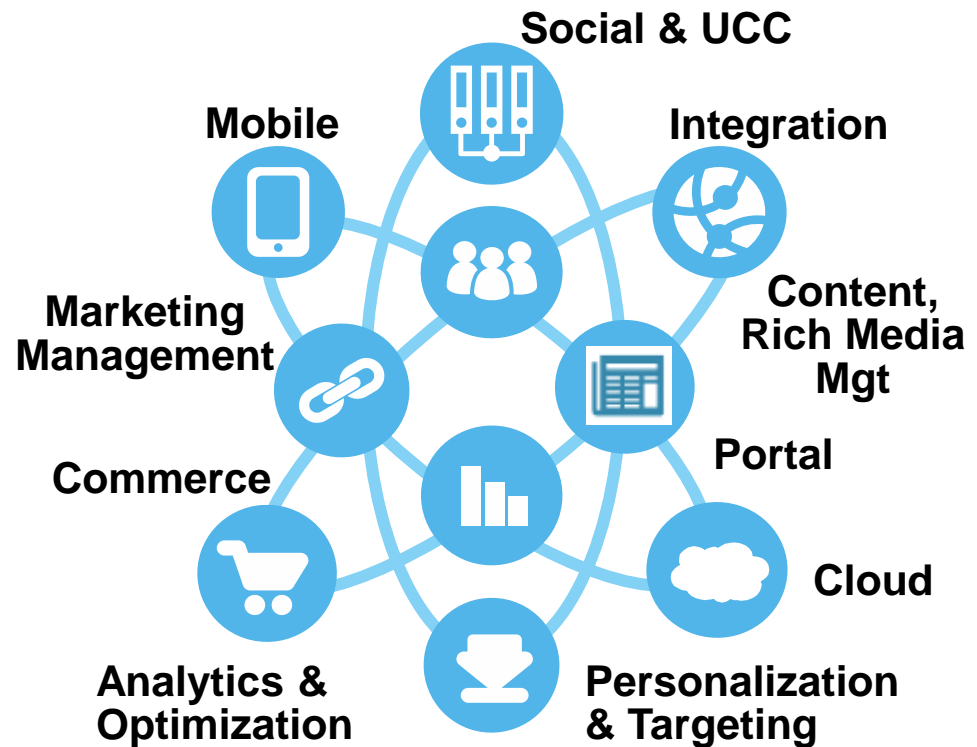 Social & UCC
Mobile
Integration
Marketing
Management
Content,
Rich Media
Mgt
Portal
Commerce
Cloud
Analytics &
Optimization
Personalization
& Targeting